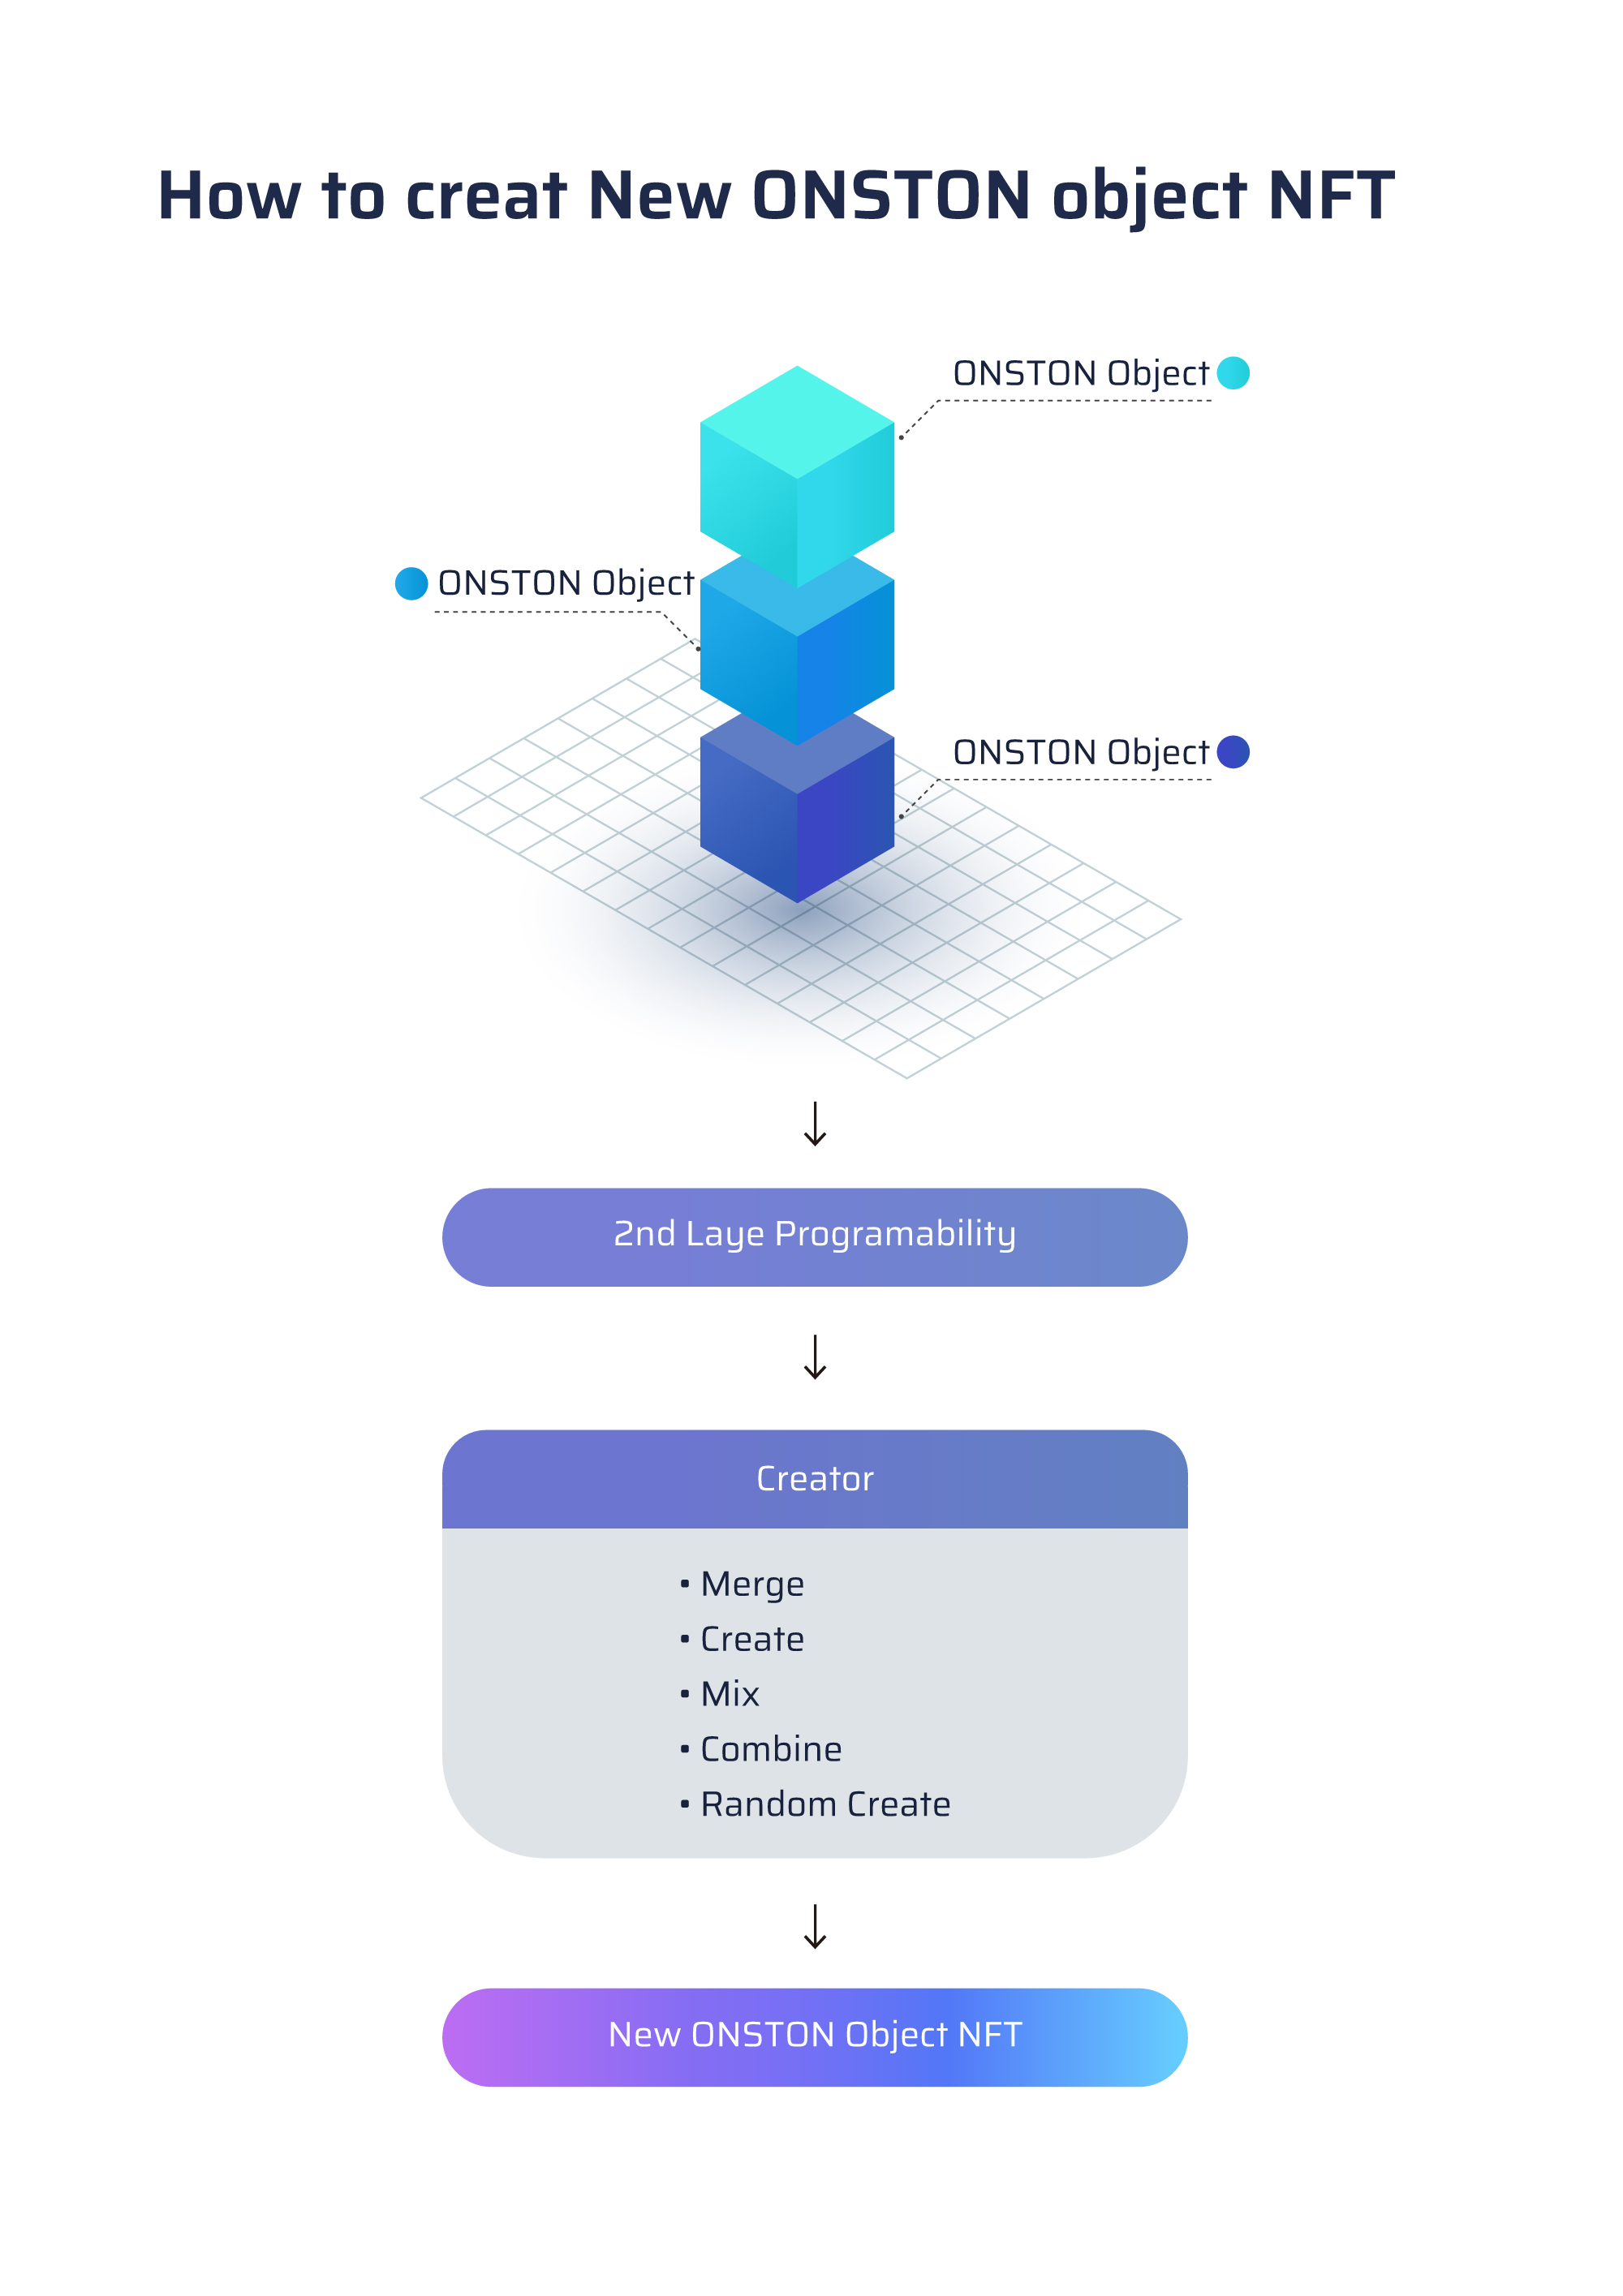 How to creat New ONSTON object NFT
ONSTON Object
ONSTON Object
ONSTON Object
2nd Laye Programability
Creator
• Merge
• Create
• Mix
• Combine
• Random Create
New ONSTON Object NFT